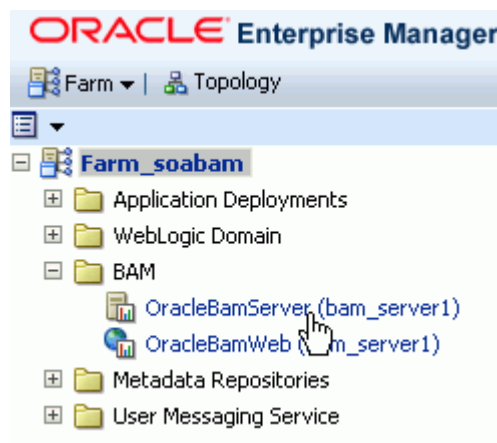 ORACLE Enterprise Manager
Farm | Topology
Farm_soabam
Application Deployments
WebLogic Domain
BAM
OracleBamServer (bam_server1)
OracleBamWeb (m_server1)
Metadata Repositories
User Messaging Service